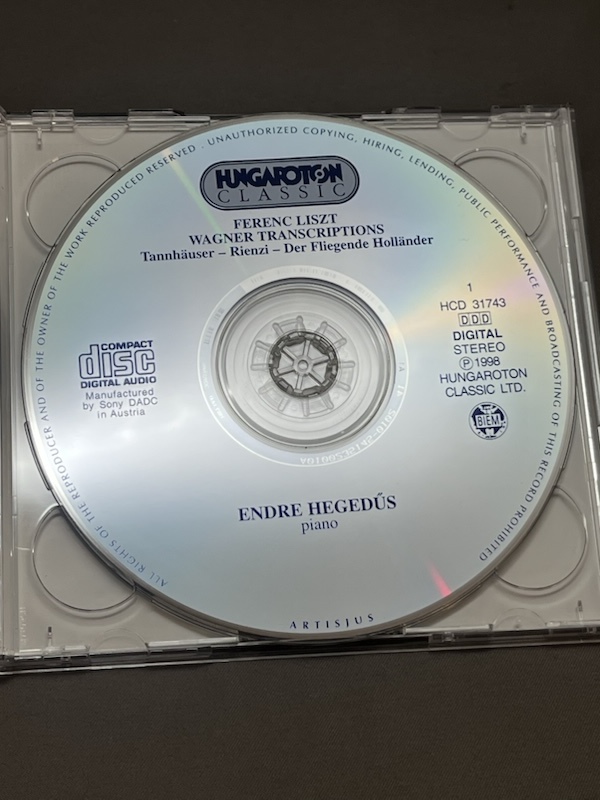 ALL RIGHTS OF THE REPRODUCER AND OF THE OWNER OF THE WORK REPRODUCED RESERVED · UNAUTHORIZED COPYING, HIRING, LENDING, PUBLIC PERFORMANCE AND BROADCASTING OF THIS RECORD PROHIBITED
HUNGAROTON
CLASSIC
FERENC LISZT
WAGNER TRANSCRIPTIONS
Tannhäuser – Rienzi – Der Fliegende Holländer
1
HCD 31743
DDD
DIGITAL
STEREO
℗ 1998
HUNGAROTON
CLASSIC LTD.
BIEM
COMPACT
disc
DIGITAL AUDIO
Manufactured
by Sony DADC
in Austria
ENDRE HEGEDŰS
piano
ARTISJUS